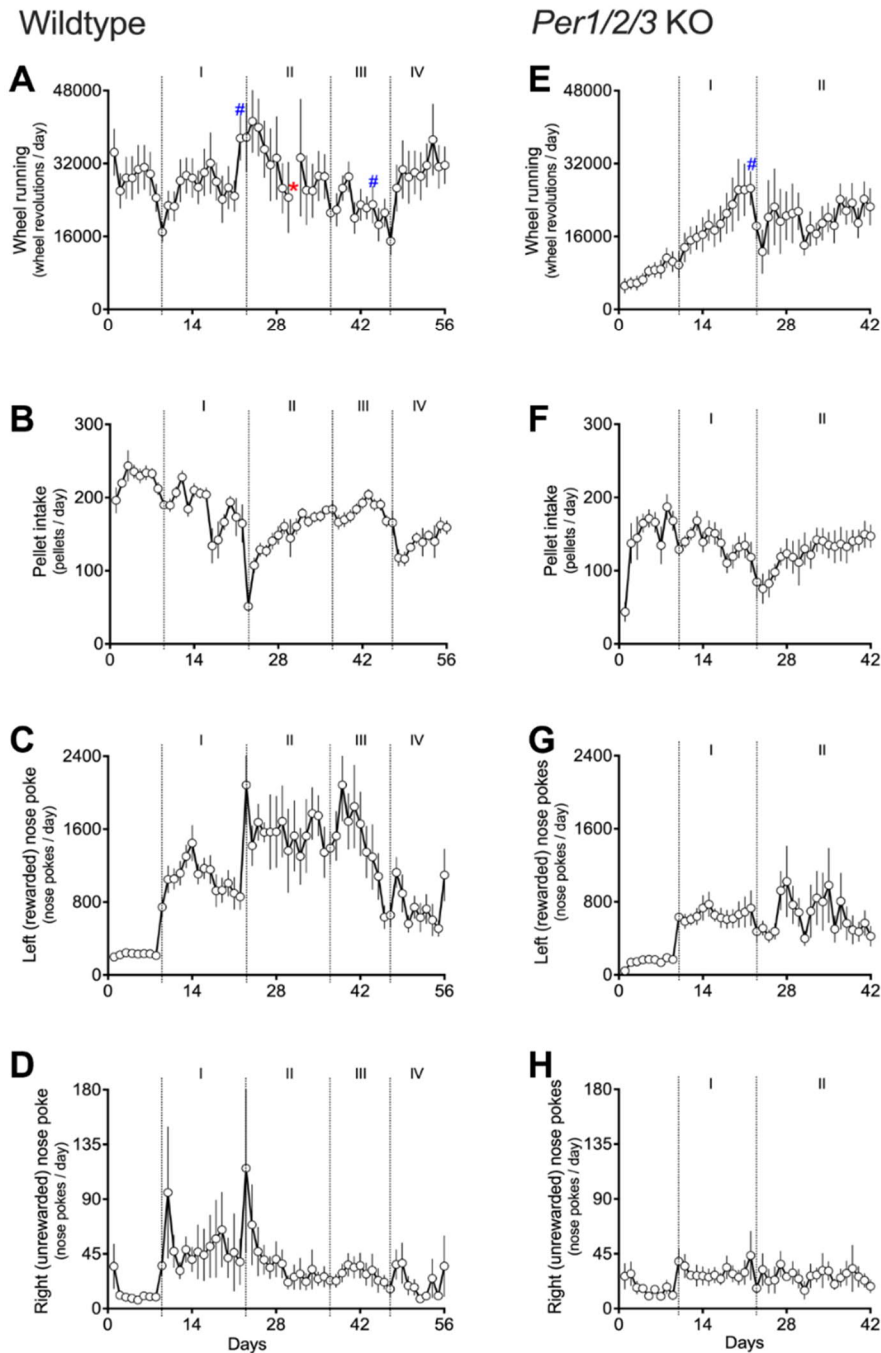 Wildtype
Per1/2/3 KO
A
I
II
III
IV
48000
32000
16000
0
#
*
#
Wheel running
(wheel revolutions / day)
0
14
28
42
56
E
I
II
48000
32000
16000
0
#
Wheel running
(wheel revolutions / day)
0
14
28
42
B
I
II
III
IV
300
200
100
0
Pellet intake
(pellets / day)
0
14
28
42
56
F
I
II
300
200
100
0
Pellet intake
(pellets / day)
0
14
28
42
C
I
II
III
IV
2400
1600
800
0
Left (rewarded) nose poke
(nose pokes / day)
0
14
28
42
56
G
I
II
2400
1600
800
0
Left (rewarded) nose pokes
(nose pokes / day)
0
14
28
42
D
I
II
III
IV
180
135
90
45
0
Right (unrewarded) nose poke
(nose pokes / day)
0
14
28
42
56
Days
H
I
II
180
135
90
45
0
Right (unrewarded) nose pokes
(nose pokes / day)
0
14
28
42
Days